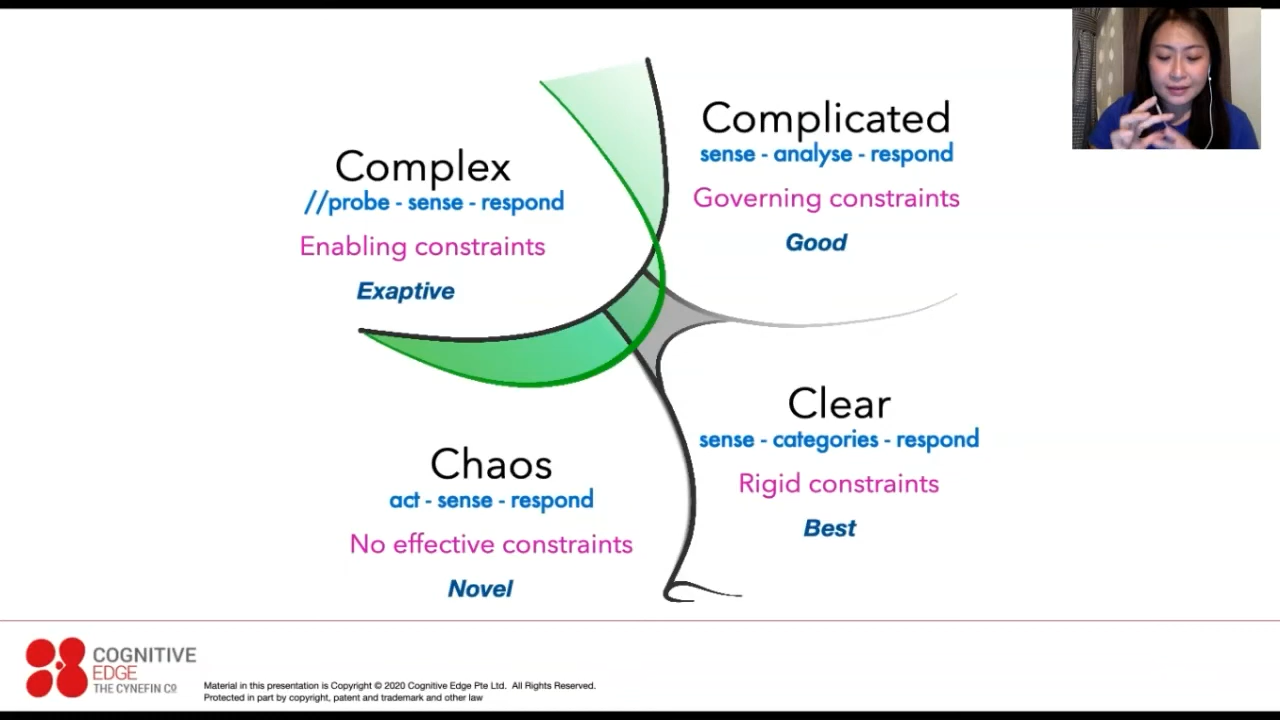 Complicated
sense - analyse - respond
Governing constraints
Good
Complex
//probe - sense - respond
Enabling constraints
Exaptive
Clear
sense - categories - respond
Rigid constraints
Best
Chaos
act - sense - respond
No effective constraints
Novel
COGNITIVE
EDGE
THE CYNEFIN CO
Material in this presentation is Copyright © 2020 Cognitive Edge Pte Ltd. All Rights Reserved.
Protected in part by copyright, patent and trademark and other law